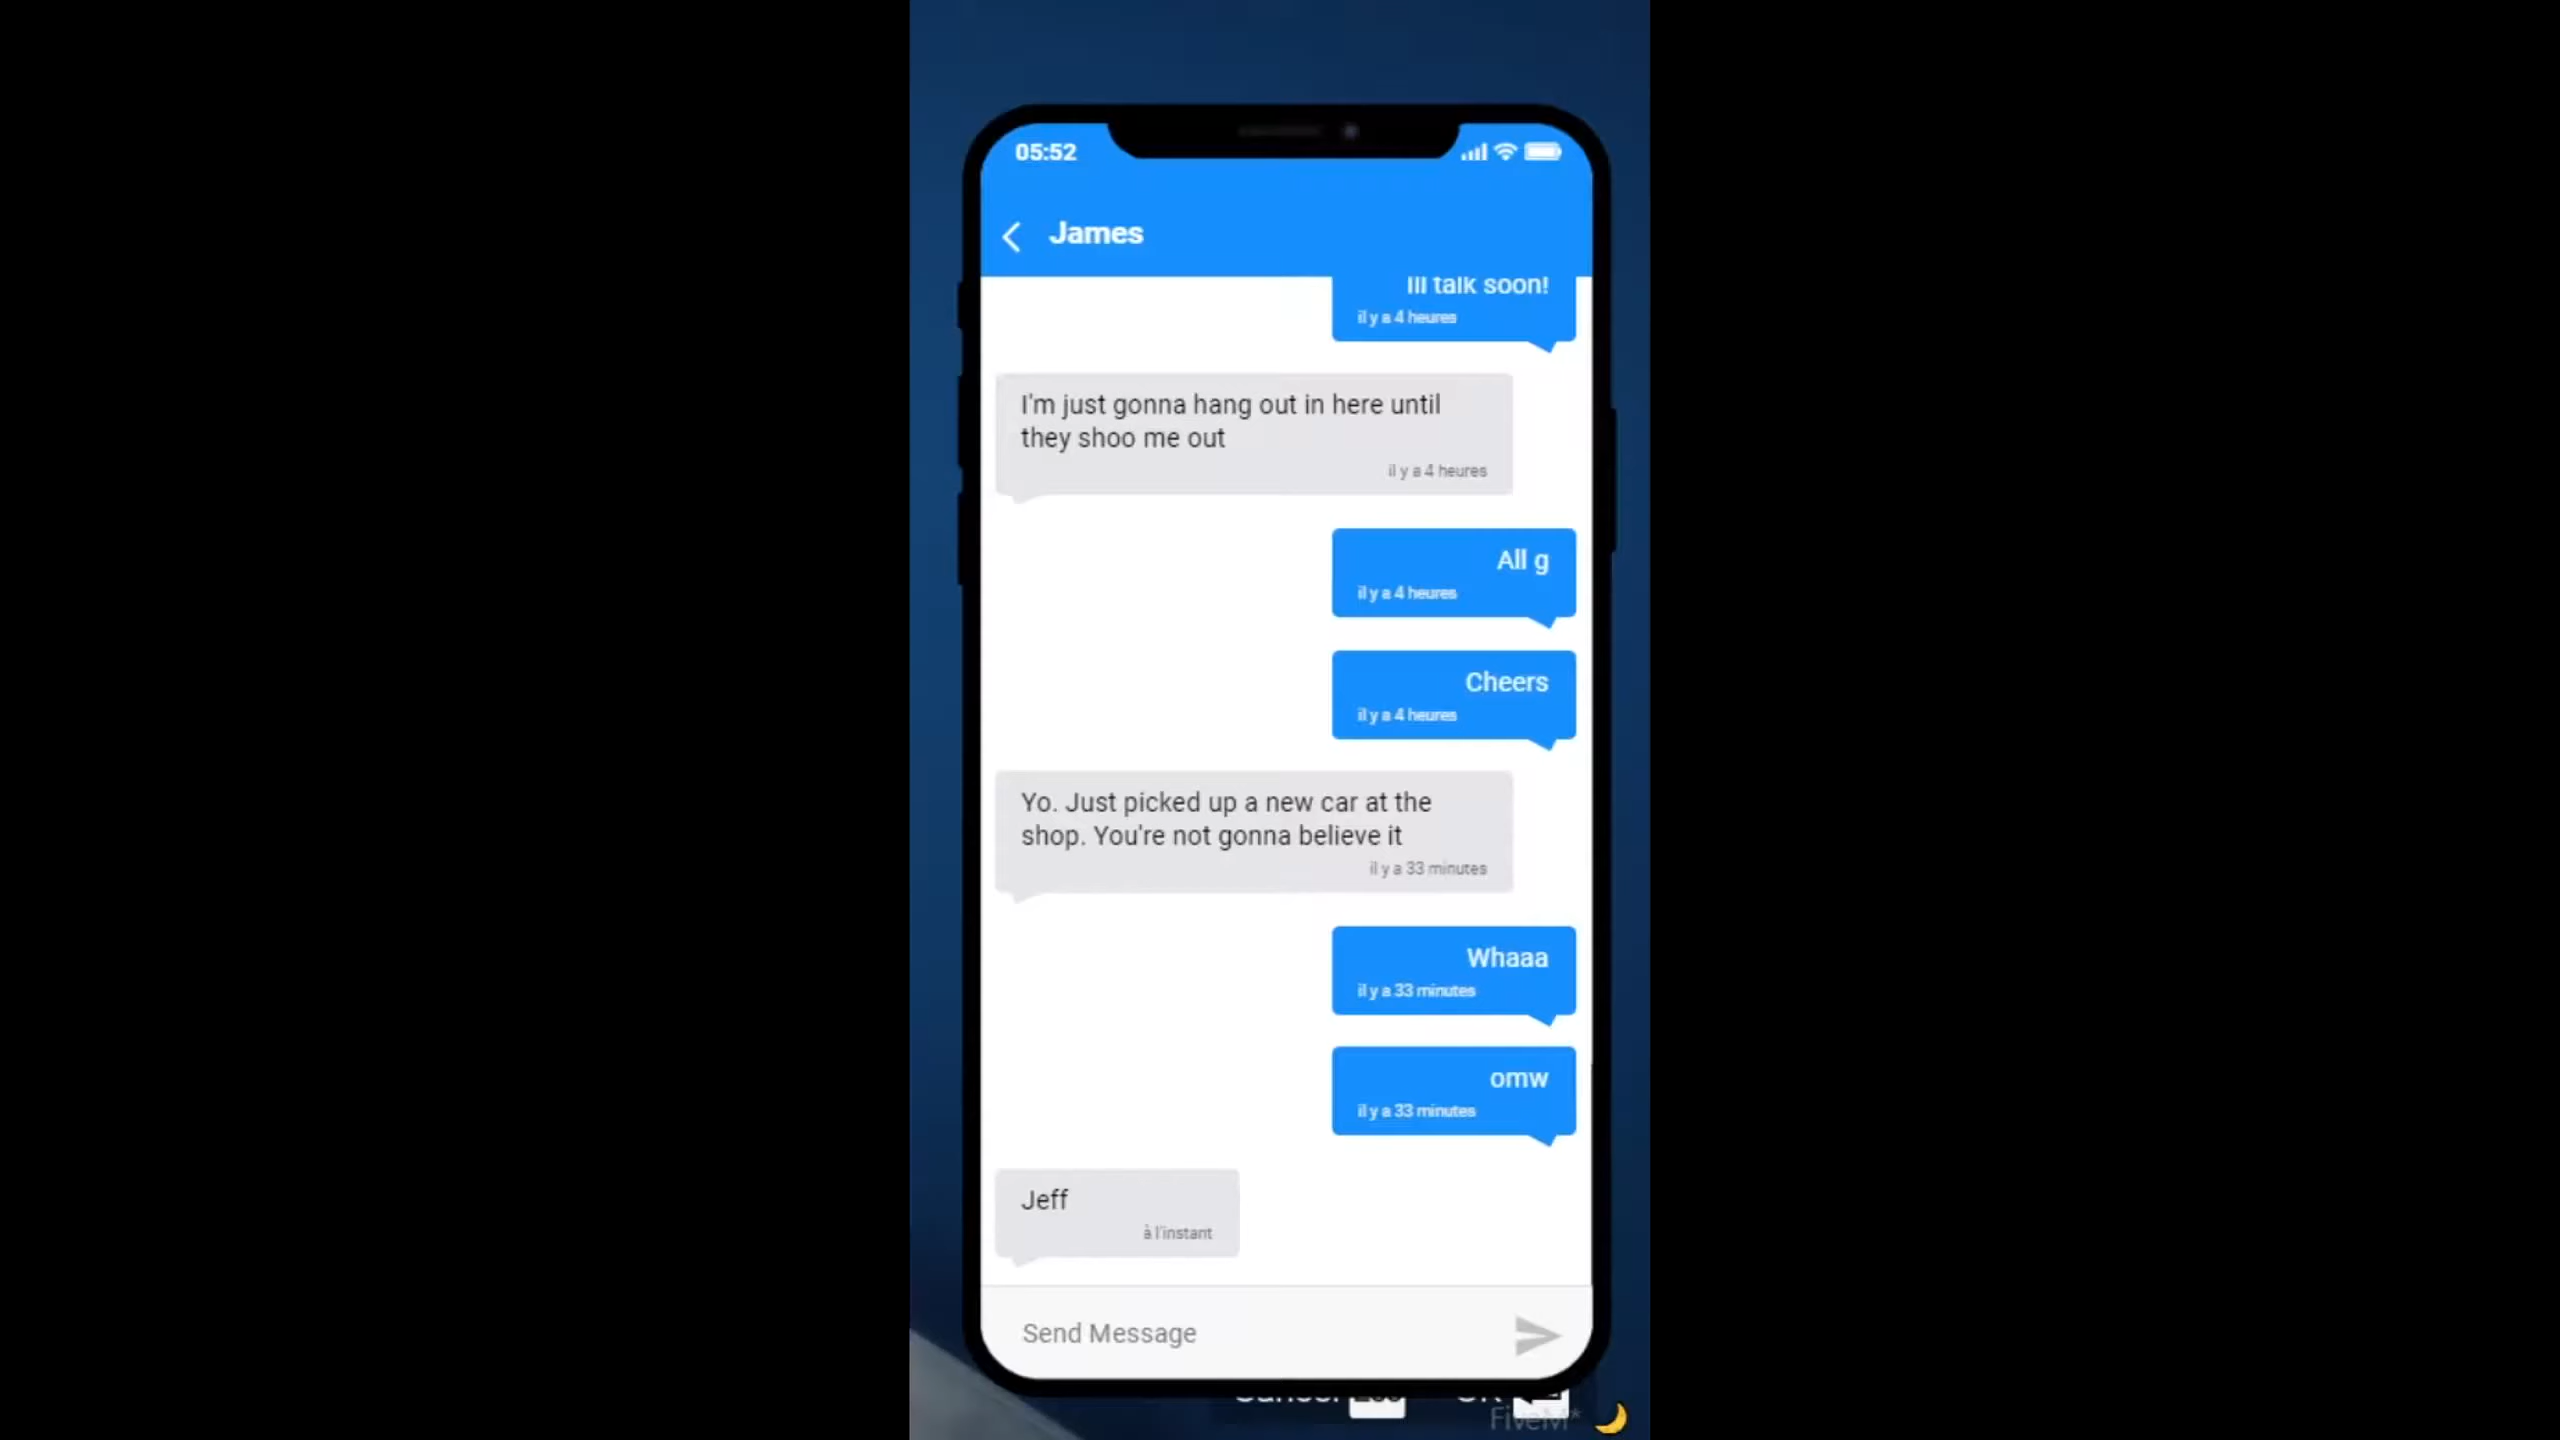 05:52
James
Ill talk soon!
il y a 4 heures
I'm just gonna hang out in here until
they shoo me out
il y a 4 heures
All g
il y a 4 heures
Cheers
il y a 4 heures
Yo. Just picked up a new car at the
shop. You're not gonna believe it
il y a 33 minutes
Whaaa
il y a 33 minutes
omw
il y a 33 minutes
Jeff
à l'instant
Send Message
FiveM*